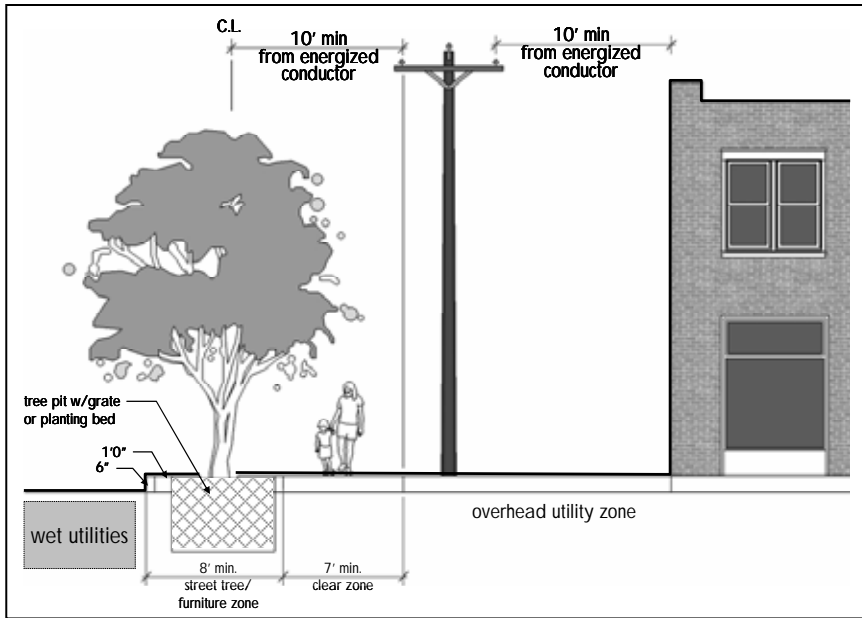 C.L.
10' min
from energized
conductor
10' min
from energized
conductor
tree pit w/grate
or planting bed
1'0"
6"
wet utilities
overhead utility zone
8' min.
street tree/
furniture zone
7' min.
clear zone